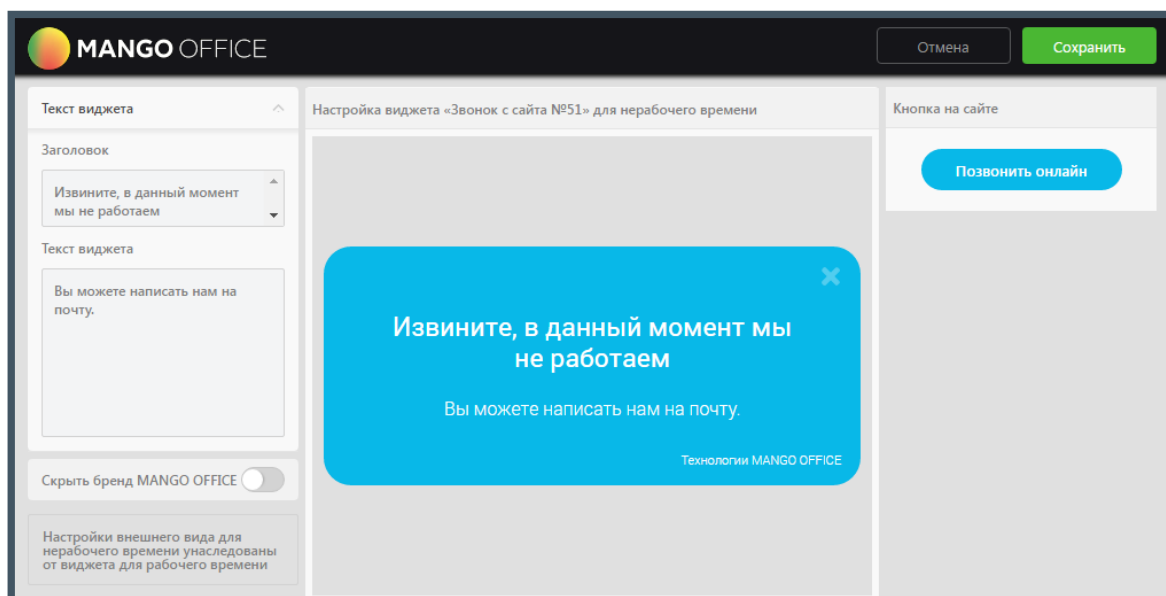 MANGO OFFICE
Отмена
Сохранить
Текст виджета
Заголовок
Извините, в данный момент
мы не работаем
Текст виджета
Вы можете написать нам на
почту.
Скрыть бренд MANGO OFFICE
Настройки внешнего вида для
нерабочего времени унаследованы
от виджета для рабочего времени
Настройка виджета «Звонок с сайта №51» для нерабочего времени
Извините, в данный момент мы
не работаем
Вы можете написать нам на почту.
Технологии MANGO OFFICE
Кнопка на сайте
Позвонить онлайн